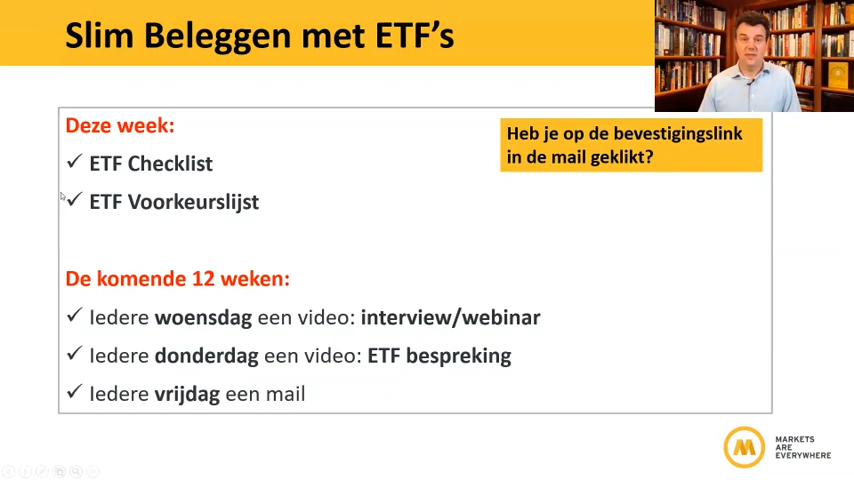 Slim Beleggen met ETF's
Deze week:
Heb je op de bevestigingslink
in de mail geklikt?
✓ ETF Checklist
✓ ETF Voorkeurslijst
De komende 12 weken:
✓ Iedere woensdag een video: interview/webinar
✓ Iedere donderdag een video: ETF bespreking
✓ Iedere vrijdag een mail
M
MARKETS
ARE
EVERYWHERE